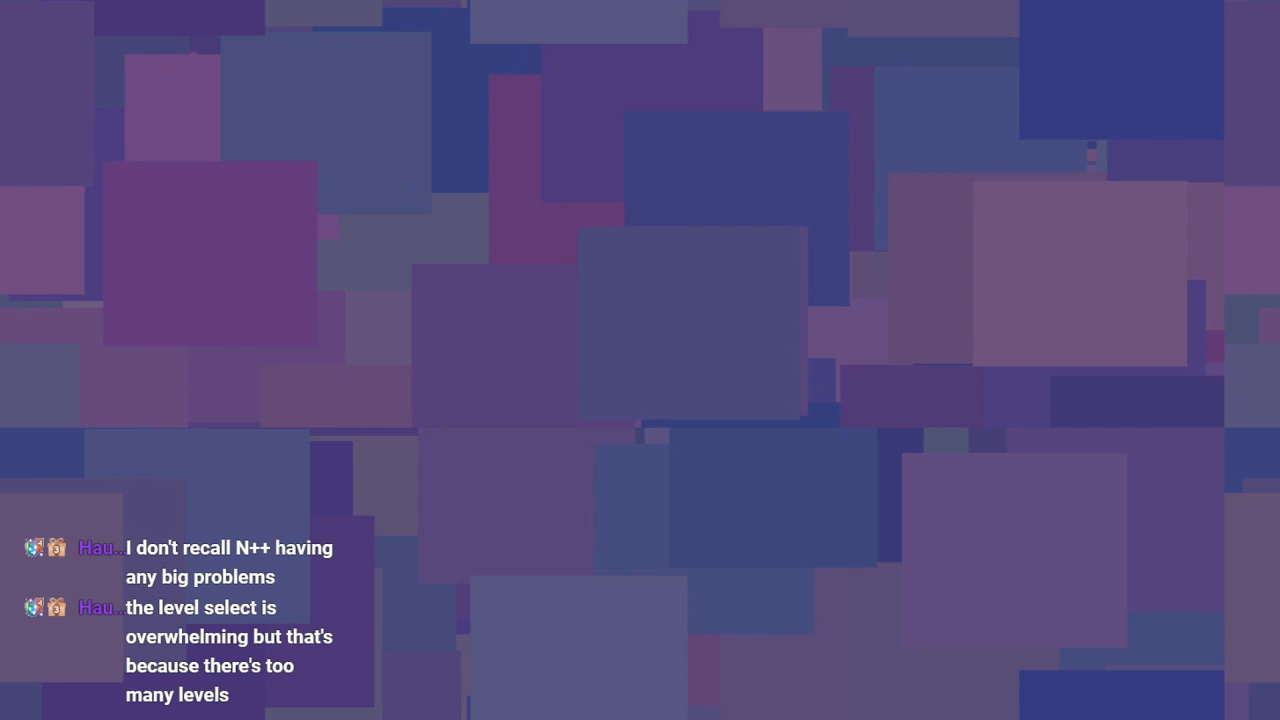 Hau...I don't recall N++ having
any big problems
Hau...the level select is
overwhelming but that's
because there's too
many levels